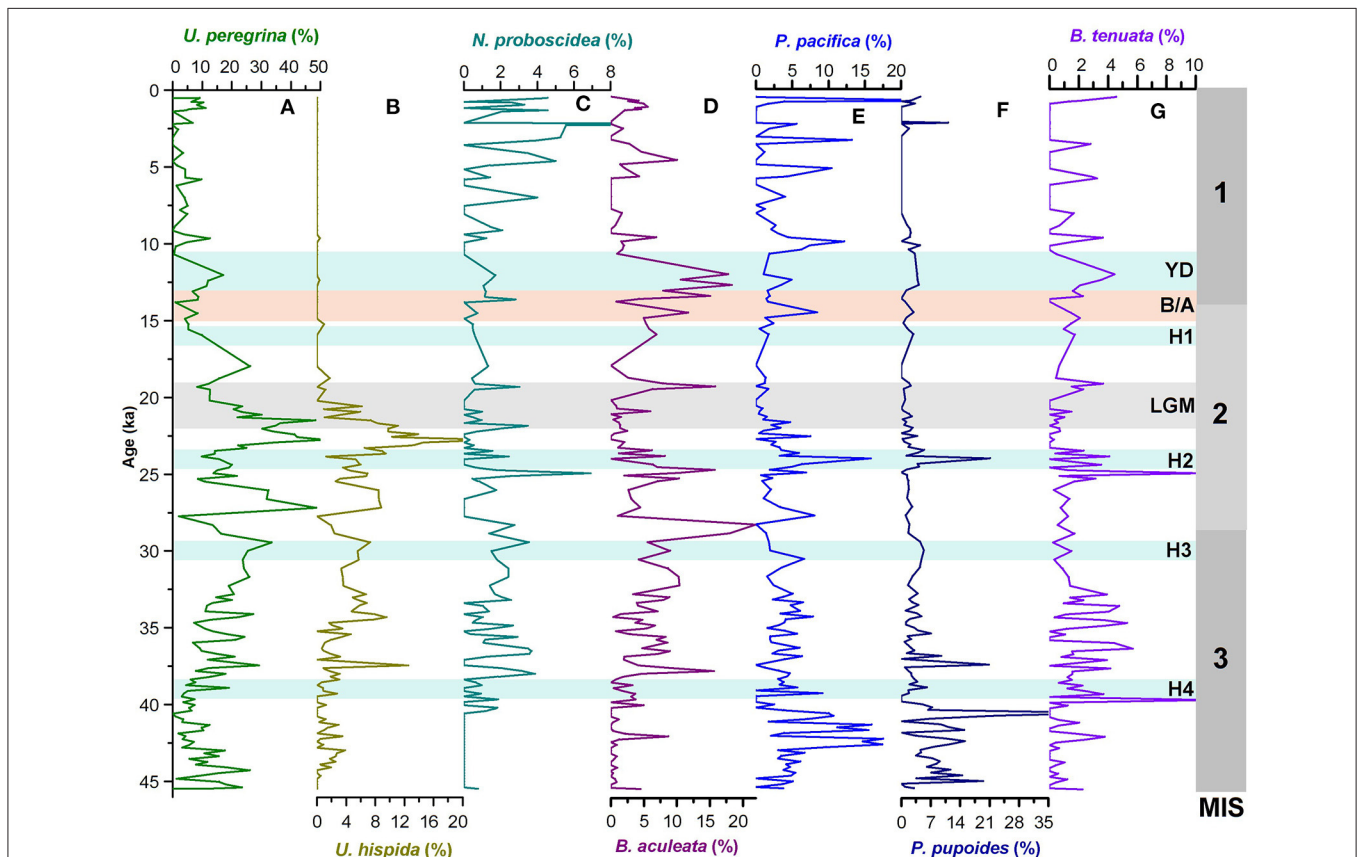 U. peregrina (%)
N. proboscidea (%)
P. pacifica (%)
B. tenuata (%)
0 10 20 30 40 50
0 2 4 6 8
0 5 10 15 20
0 2 4 6 8 10
A
B
C
D
E
F
G
0
5
10
15
20
25
30
35
40
45
Age (ka)
YD
B/A
H1
LGM
H2
H3
H4
1
2
3
MIS
0 4 8 12 16 20
0 5 10 15 20
0 7 14 21 28 35
U. hispida (%)
B. aculeata (%)
P. pupoides (%)